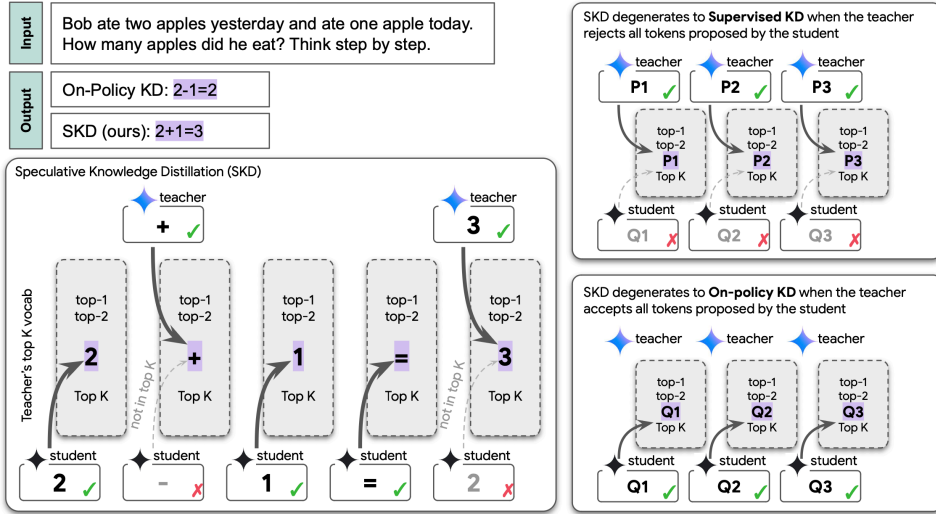 Input
Bob ate two apples yesterday and ate one apple today.
How many apples did he eat? Think step by step.
Output
On-Policy KD: 2-1=2
SKD (ours): 2+1=3
Speculative Knowledge Distillation (SKD)
teacher
+
teacher
3
Teacher's top K vocab
top-1
top-2
2
Top K
top-1
top-2
+
Top K
top-1
top-2
1
Top K
top-1
top-2
=
Top K
top-1
top-2
3
Top K
not in top K
not in top K
student
2
student
-
student
1
student
=
student
2
SKD degenerates to Supervised KD when the teacher
rejects all tokens proposed by the student
teacher
P1
teacher
P2
teacher
P3
top-1
top-2
P1
Top K
top-1
top-2
P2
Top K
top-1
top-2
P3
Top K
student
Q1
student
Q2
student
Q3
SKD degenerates to On-policy KD when the teacher
accepts all tokens proposed by the student
teacher
teacher
teacher
top-1
top-2
Q1
Top K
top-1
top-2
Q2
Top K
top-1
top-2
Q3
Top K
student
Q1
student
Q2
student
Q3